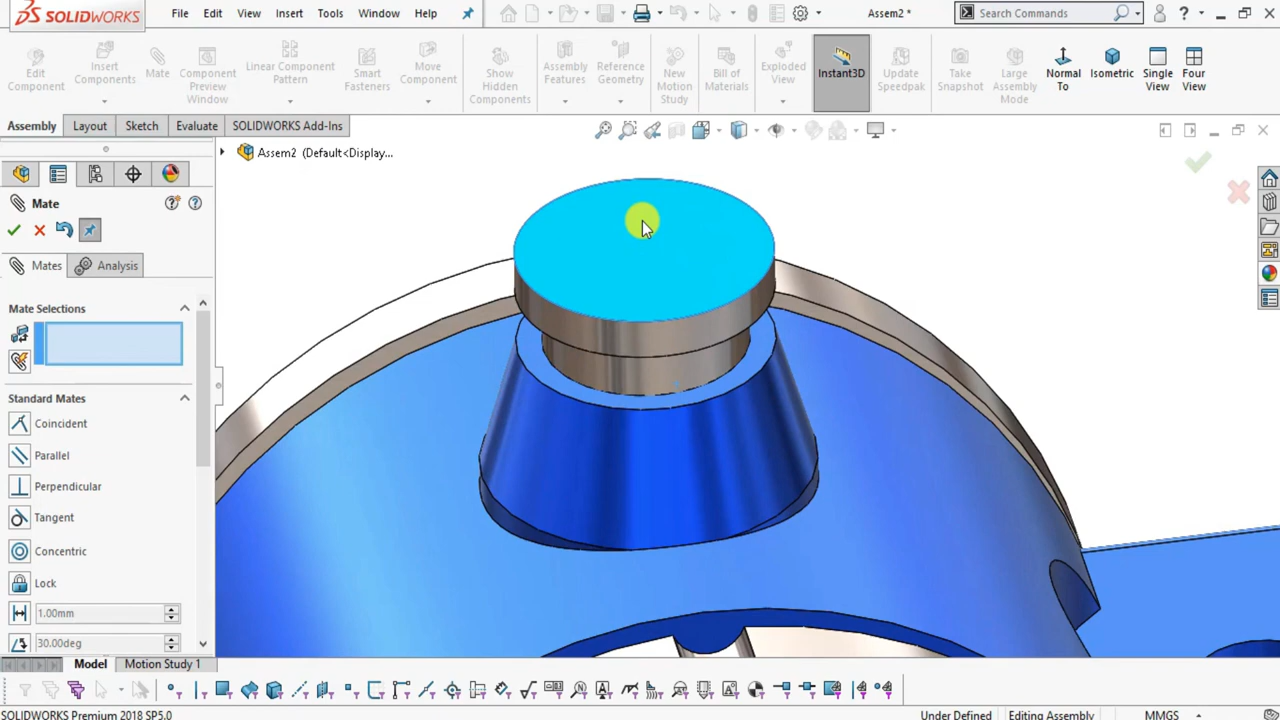 SOLIDWORKS File Edit View Insert Tools Window Help Assem2 * Search Commands ?
Edit Component
Insert Components
Mate
Component Preview Window
Linear Component Pattern
Smart Fasteners
Move Component
Show Hidden Components
Assembly Features
Reference Geometry
New Motion Study
Bill of Materials
Exploded View
Instant3D
Update Speedpak
Take Snapshot
Large Assembly Mode
Normal To
Isometric
Single View
Four View
Assembly Layout Sketch Evaluate SOLIDWORKS Add-Ins
Assem2 (Default<Display...
Mate
Mates Analysis
Mate Selections
Standard Mates
Coincident
Parallel
Perpendicular
Tangent
Concentric
Lock
1.00mm
30.00deg
Model Motion Study 1
SOLIDWORKS Premium 2018 SP5.0 Under Defined Editing Assembly MMGS